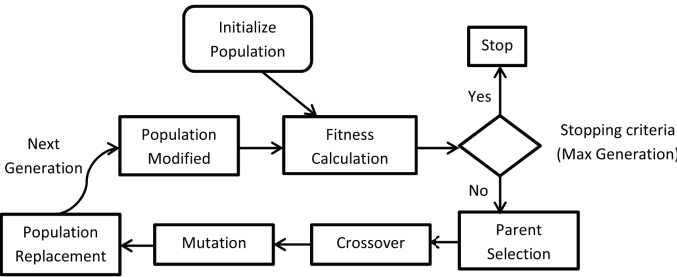 Initialize
Population
Stop
Yes
Next
Generation
Population
Modified
Fitness
Calculation
Stopping criteria
(Max Generation)
No
Population
Replacement
Mutation
Crossover
Parent
Selection